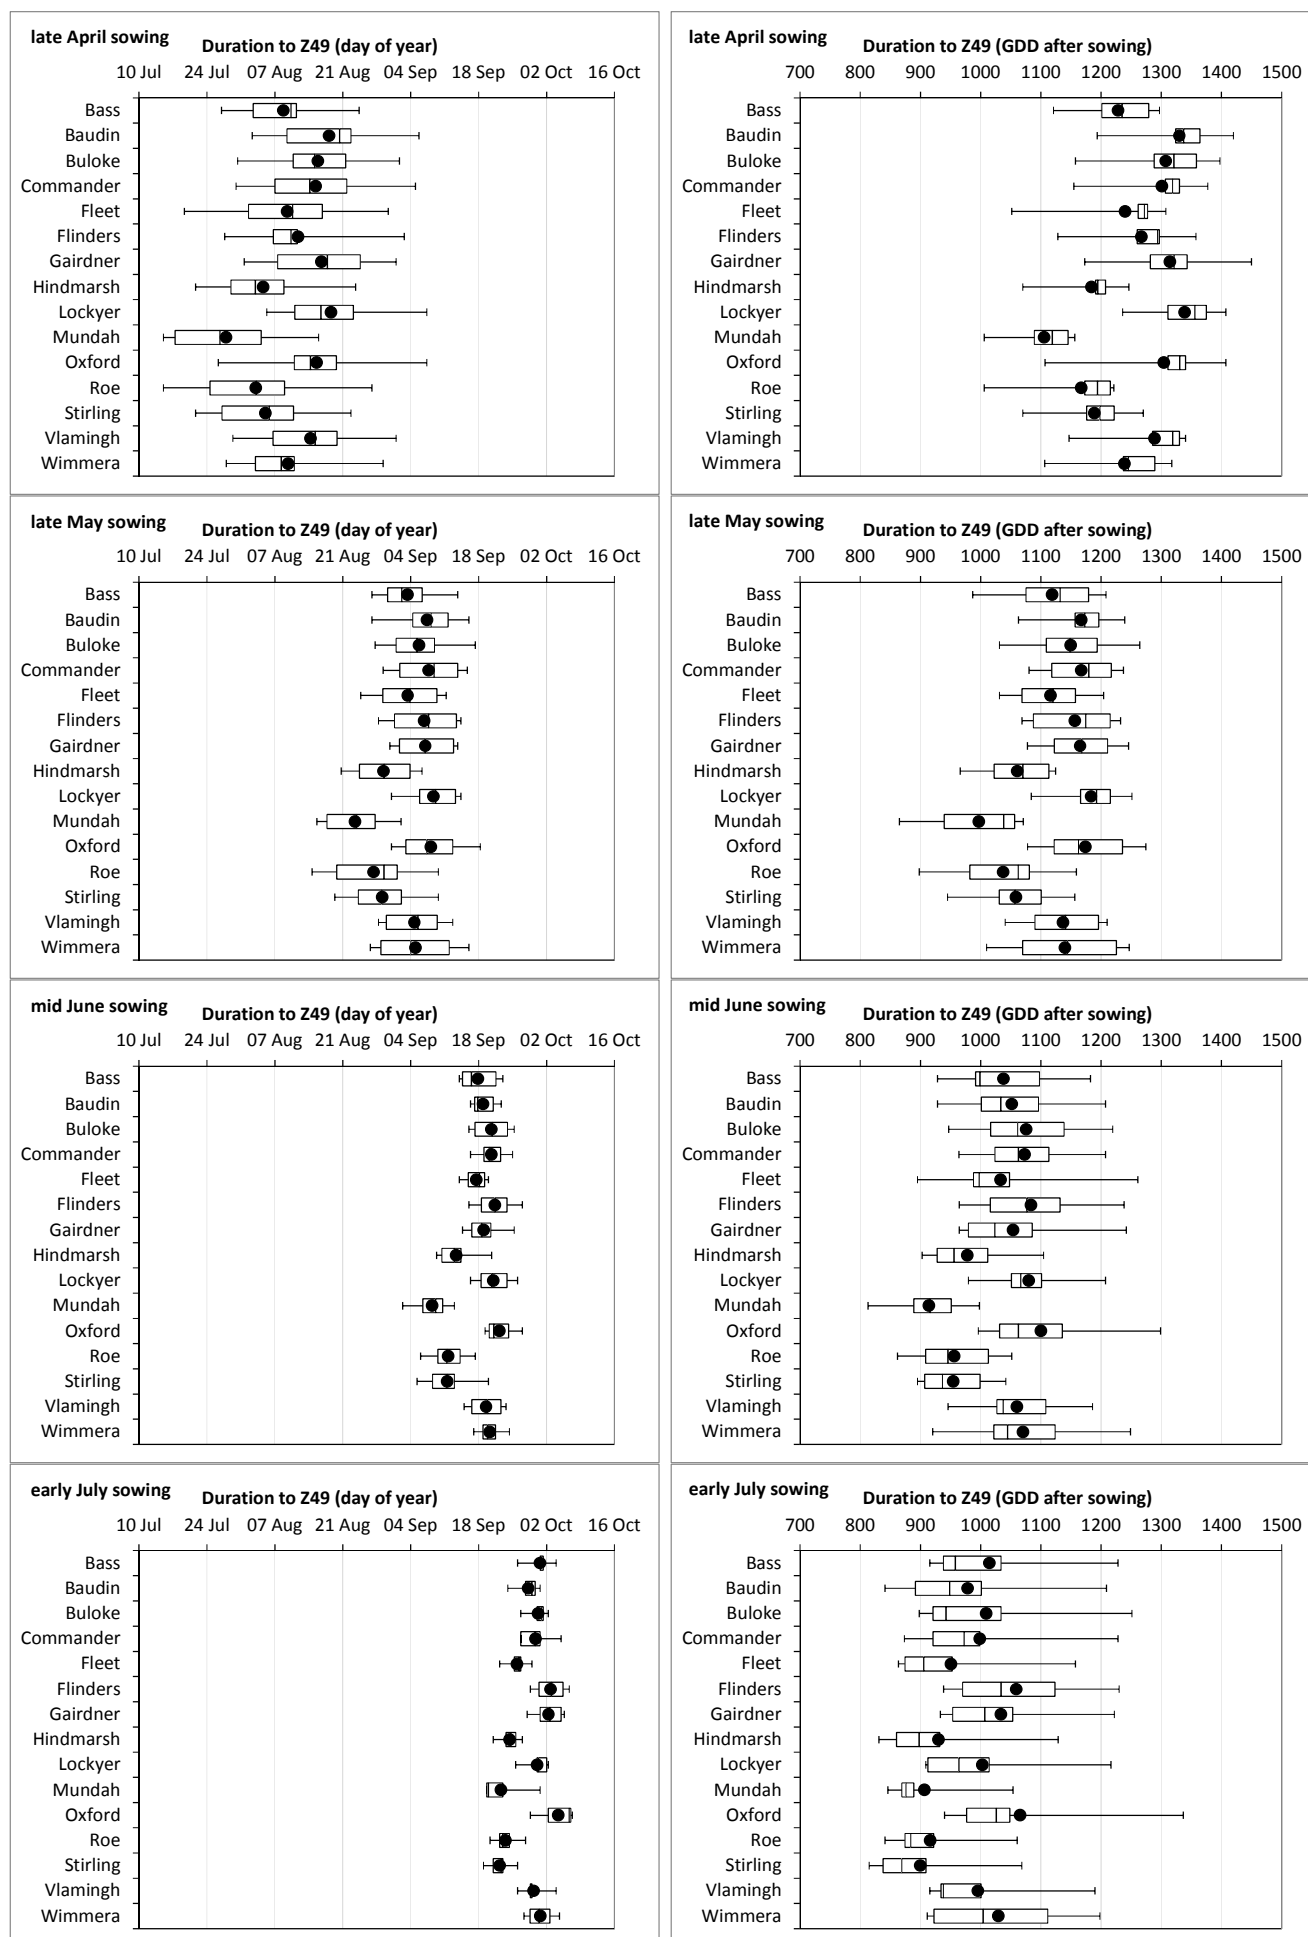 late April sowing
Duration to Z49 (day of year)
10 Jul 24 Jul 07 Aug 21 Aug 04 Sep 18 Sep 02 Oct 16 Oct
Bass
Baudin
Buloke
Commander
Fleet
Flinders
Gairdner
Hindmarsh
Lockyer
Mundah
Oxford
Roe
Stirling
Vlamingh
Wimmera
late April sowing
Duration to Z49 (GDD after sowing)
700 800 900 1000 1100 1200 1300 1400 1500
Bass
Baudin
Buloke
Commander
Fleet
Flinders
Gairdner
Hindmarsh
Lockyer
Mundah
Oxford
Roe
Stirling
Vlamingh
Wimmera
late May sowing
Duration to Z49 (day of year)
10 Jul 24 Jul 07 Aug 21 Aug 04 Sep 18 Sep 02 Oct 16 Oct
Bass
Baudin
Buloke
Commander
Fleet
Flinders
Gairdner
Hindmarsh
Lockyer
Mundah
Oxford
Roe
Stirling
Vlamingh
Wimmera
late May sowing
Duration to Z49 (GDD after sowing)
700 800 900 1000 1100 1200 1300 1400 1500
Bass
Baudin
Buloke
Commander
Fleet
Flinders
Gairdner
Hindmarsh
Lockyer
Mundah
Oxford
Roe
Stirling
Vlamingh
Wimmera
mid June sowing
Duration to Z49 (day of year)
10 Jul 24 Jul 07 Aug 21 Aug 04 Sep 18 Sep 02 Oct 16 Oct
Bass
Baudin
Buloke
Commander
Fleet
Flinders
Gairdner
Hindmarsh
Lockyer
Mundah
Oxford
Roe
Stirling
Vlamingh
Wimmera
mid June sowing
Duration to Z49 (GDD after sowing)
700 800 900 1000 1100 1200 1300 1400 1500
Bass
Baudin
Buloke
Commander
Fleet
Flinders
Gairdner
Hindmarsh
Lockyer
Mundah
Oxford
Roe
Stirling
Vlamingh
Wimmera
early July sowing
Duration to Z49 (day of year)
10 Jul 24 Jul 07 Aug 21 Aug 04 Sep 18 Sep 02 Oct 16 Oct
Bass
Baudin
Buloke
Commander
Fleet
Flinders
Gairdner
Hindmarsh
Lockyer
Mundah
Oxford
Roe
Stirling
Vlamingh
Wimmera
early July sowing
Duration to Z49 (GDD after sowing)
700 800 900 1000 1100 1200 1300 1400 1500
Bass
Baudin
Buloke
Commander
Fleet
Flinders
Gairdner
Hindmarsh
Lockyer
Mundah
Oxford
Roe
Stirling
Vlamingh
Wimmera